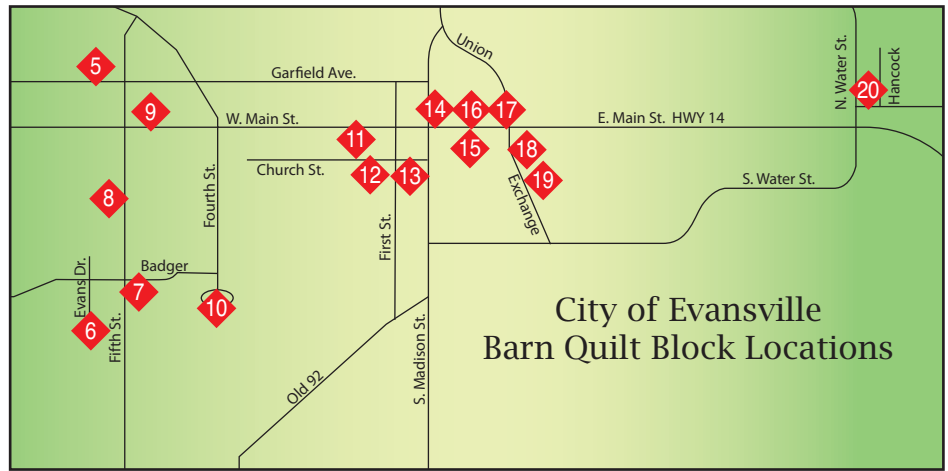 Union
5
Garfield Ave.
N. Water St.
Hancock
20
9
14
16
17
W. Main St.
E. Main St. HWY 14
11
15
18
Church St.
12
13
19
Exchange
S. Water St.
8
Fourth St.
First St.
Badger
Evans Dr.
7
10
6
Fifth St.
City of Evansville
Barn Quilt Block Locations
Old 92
S. Madison St.